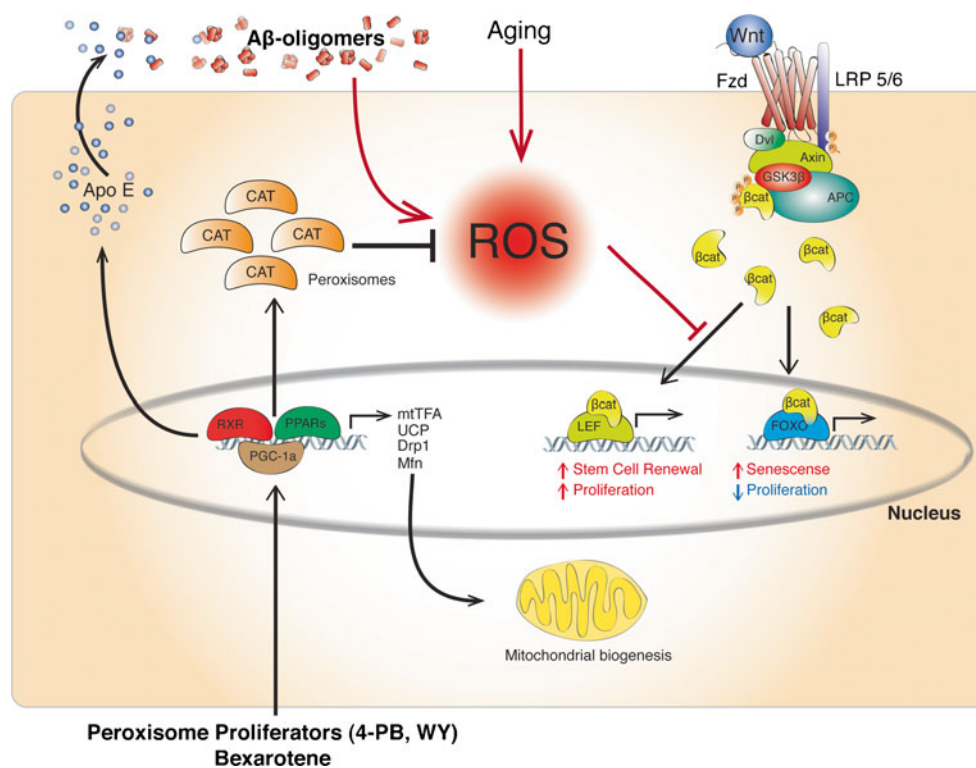 Aβ-oligomers
Aging
Wnt
Fzd
LRP 5/6
Dvl
Axin
GSK3β
βcat
APC
Apo E
CAT
CAT
CAT
CAT
Peroxisomes
ROS
βcat
βcat
βcat
βcat
RXR
PPARs
PGC-1a
mtTFA
UCP
Drp1
Mfn
βcat
LEF
↑ Stem Cell Renewal
↑ Proliferation
βcat
FOXO
↑ Senescense
↓ Proliferation
Nucleus
Mitochondrial biogenesis
Peroxisome Proliferators (4-PB, WY)
Bexarotene